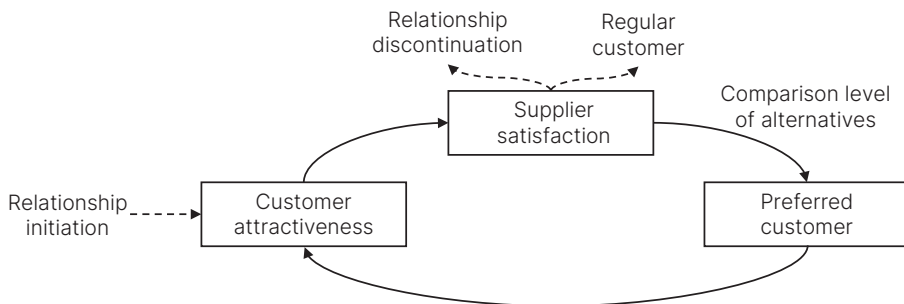 Relationship
discontinuation
Regular
customer
Supplier
satisfaction
Comparison level
of alternatives
Relationship
initiation
Customer
attractiveness
Preferred
customer